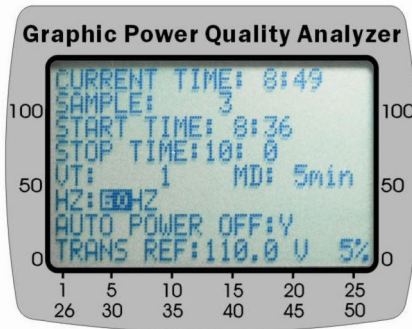 Graphic Power Quality Analyzer
CURRENT TIME: 8:49
100 SAMPLE: 3 100
START TIME: 8:36
STOP TIME:10: 0
50 VT: 1 MD: 5min 50
HZ:60HZ
AUTO POWER OFF:Y
0 TRANS REF:110.0 V 5% 0
1 5 10 15 20 25
26 30 35 40 45 50